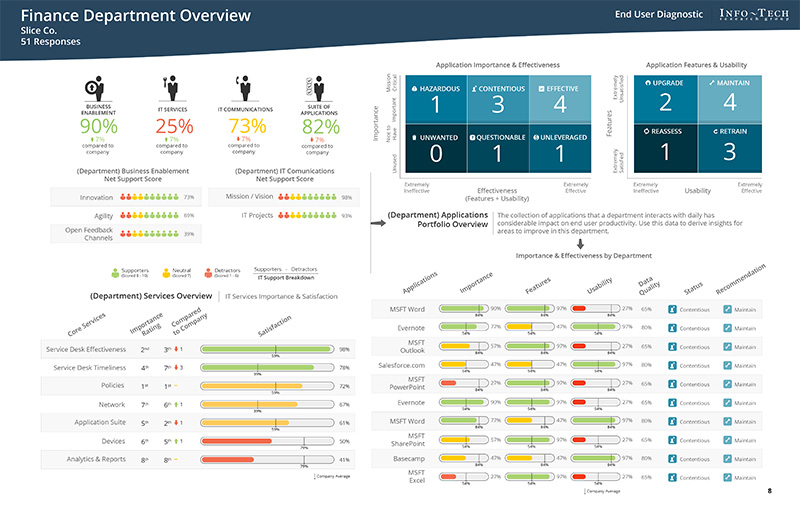 Finance Department Overview
Slice Co.
51 Responses
End User Diagnostic
INFO~TECH
research group
BUSINESS
ENABLEMENT
90%
7%
compared to
company
IT SERVICES
25%
7%
compared to
company
IT COMMUNICATIONS
73%
7%
compared to
company
SUITE OF
APPLICATIONS
82%
7%
compared to
company
(Department) Business Enablement
Net Support Score
Innovation 73%
Agility 69%
Open Feedback
Channels 39%
(Department) IT Comunications
Net Support Score
Mission / Vision 98%
IT Projects 93%
Supporters
Neutral
Detractors
Supporters - Detractors
IT Support Breakdown
Application Importance & Effectiveness
Importance
Mission Critical
Important
Nice to Have
Unused
HAZARDOUS
1
CONTENTIOUS
3
EFFECTIVE
4
UNWANTED
0
QUESTIONABLE
1
UNLEVERAGED
1
Extremely
Ineffective
Effectiveness
(Features + Usability)
Extremely
Effective
Application Features & Usability
Features
Extremely Unsatisfied
Extremely Satisfied
UPGRADE
2
MAINTAIN
4
REASSESS
1
RETRAIN
3
Extremely
Ineffective
Usability
Extremely
Effective
(Department) Applications
Portfolio Overview
The collection of applications that a department interacts with daily has
considerable impact on end user productivity. Use this data to derive insights for
areas to improve in this department.
Importance & Effectiveness by Department
(Department) Services Overview | IT Services Importance & Satisfaction
Core Services
Importance
Rating
Compared
to Company
Satisfaction
Service Desk Effectiveness 2nd 3th 1 59% 98%
Service Desk Timeliness 4th 7th 3 39% 78%
Policies 1st 1st – 59% 72%
Network 7th 6th 1 39% 67%
Application Suite 5th 2th 1 59% 65%
Devices 6th 5th 1 79% 50%
Analytics & Reports 8th 8th – 79% 41%
Company Average
Applications
Importance
Features
Usability
Data
Quality
Status
Recommendation
MSFT Word 90% 97% 27% 65% Contentious Maintain
Evernote 77% 47% 97% 80% Contentious Maintain
MSFT
Outlook 57% 97% 27% 65% Contentious Maintain
Salesforce.com 47% 47% 97% 80% Contentious Maintain
MSFT
PowerPoint 27% 97% 27% 65% Contentious Maintain
Evernote 90% 97% 27% 65% Contentious Maintain
MSFT Word 77% 47% 97% 80% Contentious Maintain
MSFT
SharePoint 57% 97% 27% 65% Contentious Maintain
Basecamp 47% 47% 97% 80% Contentious Maintain
MSFT
Excel 27% 97% 27% 65% Contentious Maintain
Company Average
8